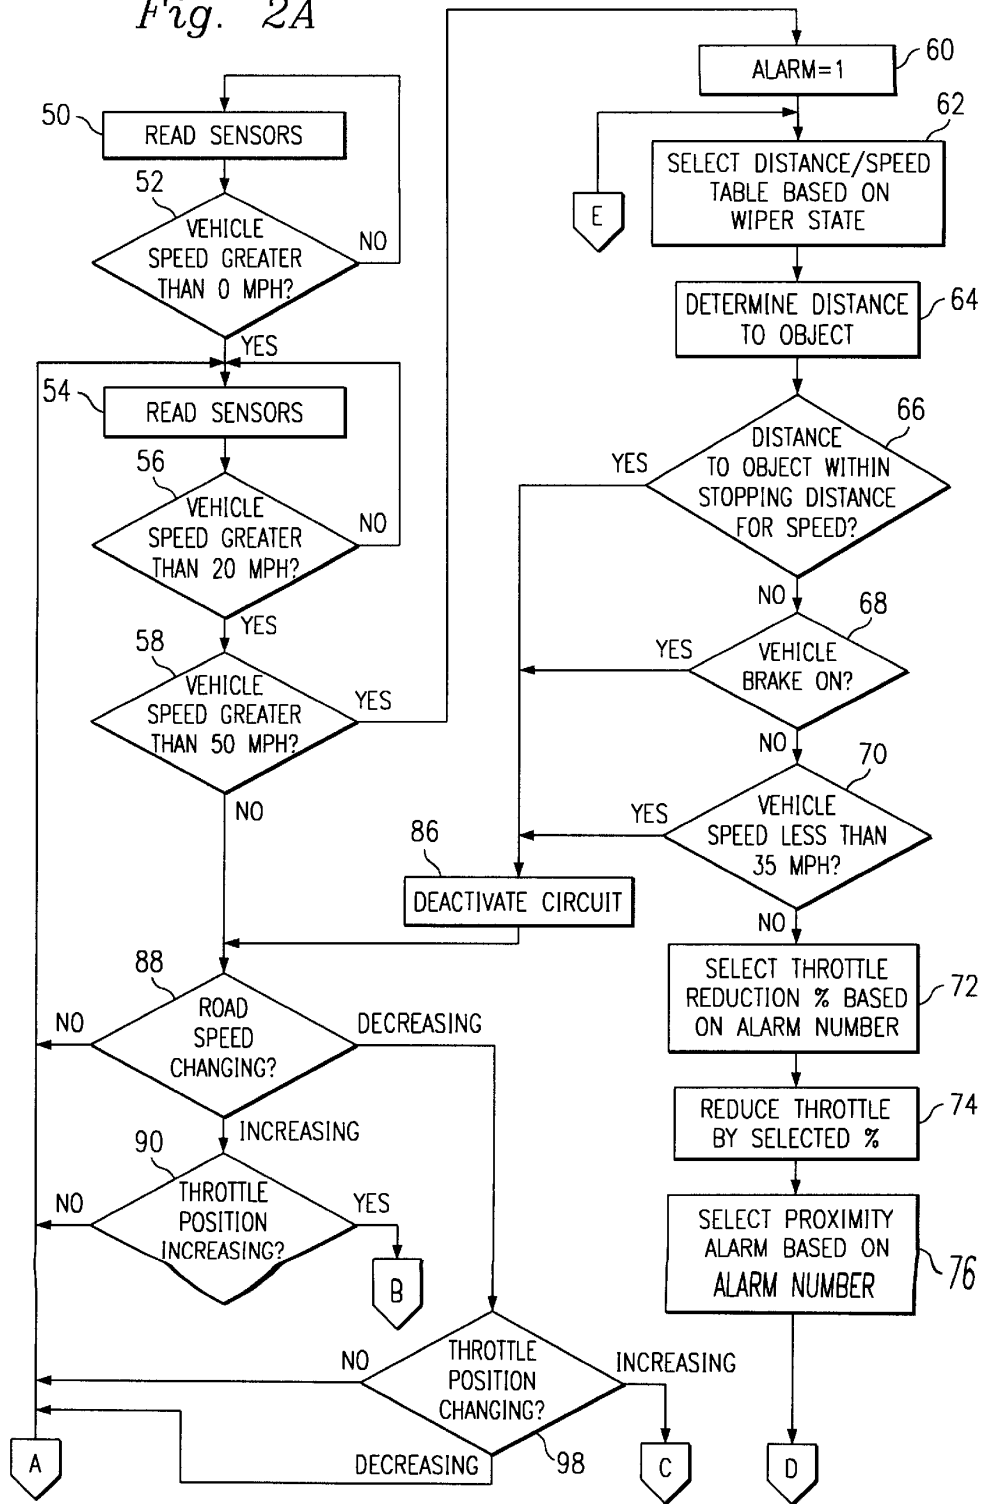 Fig. 2A
50
READ SENSORS
52
VEHICLE
SPEED GREATER
THAN 0 MPH?
NO
YES
54
READ SENSORS
56
VEHICLE
SPEED GREATER
THAN 20 MPH?
NO
YES
58
VEHICLE
SPEED GREATER
THAN 50 MPH?
YES
NO
60
ALARM=1
62
SELECT DISTANCE/SPEED
TABLE BASED ON
WIPER STATE
E
64
DETERMINE DISTANCE
TO OBJECT
66
DISTANCE
TO OBJECT WITHIN
STOPPING DISTANCE
FOR SPEED?
YES
NO
68
VEHICLE
BRAKE ON?
YES
NO
70
VEHICLE
SPEED LESS THAN
35 MPH?
YES
NO
86
DEACTIVATE CIRCUIT
72
SELECT THROTTLE
REDUCTION % BASED
ON ALARM NUMBER
74
REDUCE THROTTLE
BY SELECTED %
76
SELECT PROXIMITY
ALARM BASED ON
ALARM NUMBER
88
ROAD
SPEED
CHANGING?
NO
DECREASING
INCREASING
90
THROTTLE
POSITION
INCREASING?
NO
YES
B
THROTTLE
POSITION
CHANGING?
NO
INCREASING
DECREASING
98
A
C
D